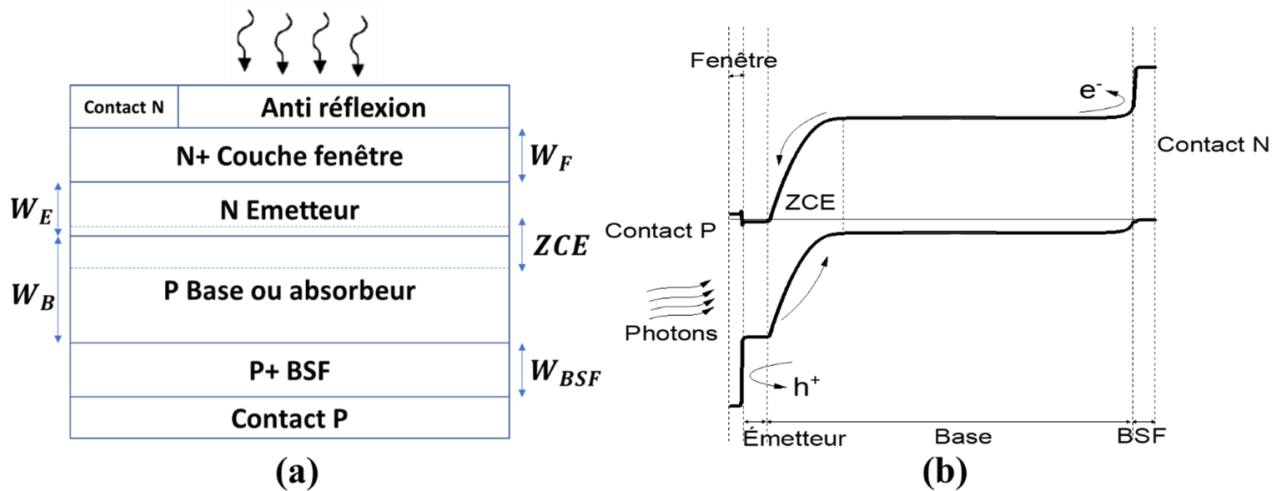 Contact N
Anti réflexion
N+ Couche fenêtre
W_F
W_E
N Emetteur
ZCE
W_B
P Base ou absorbeur
P+ BSF
W_BSF
Contact P
(a)
Fenêtre
e-
Contact N
ZCE
Contact P
Photons
h+
Émetteur
Base
BSF
(b)